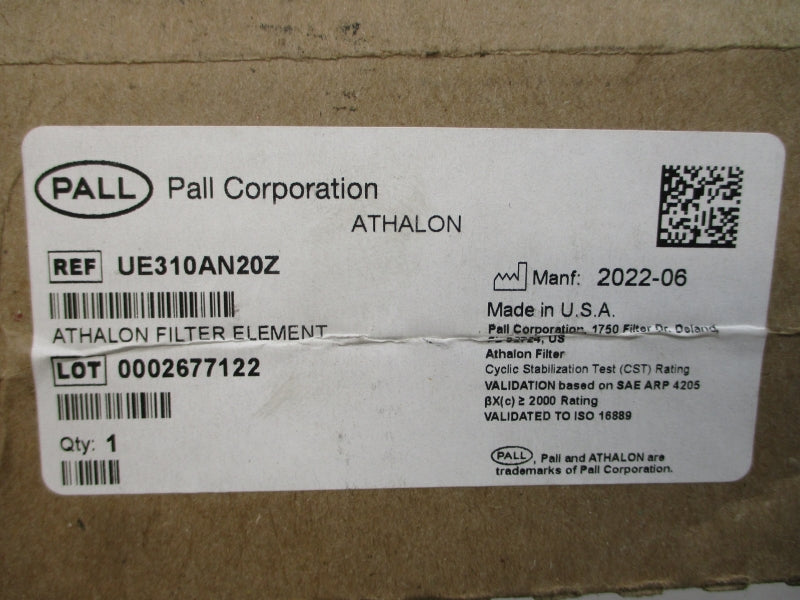 PALL Pall Corporation
ATHALON
REF UE310AN20Z
ATHALON FILTER ELEMENT
LOT 0002677122
Qty: 1
Manf: 2022-06
Made in U.S.A.
Pall Corporation, 1750 Filter Dr. Deland,
US
Athalon Filter
Cyclic Stabilization Test (CST) Rating
VALIDATION based on SAE ARP 4205
βX(c) ≥ 2000 Rating
VALIDATED TO ISO 16889
PALL, Pall and ATHALON are
trademarks of Pall Corporation.